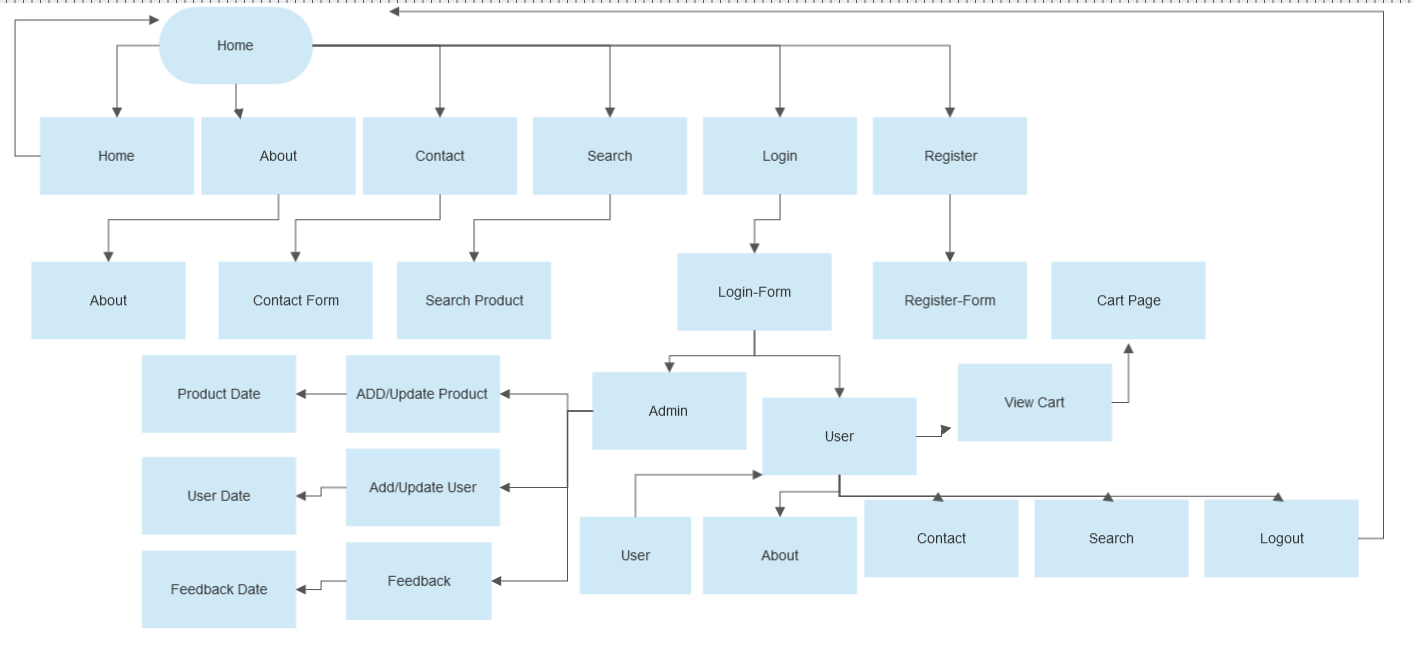 Home
Home
About
Contact
Search
Login
Register
About
Contact Form
Search Product
Login-Form
Register-Form
Cart Page
Product Date
ADD/Update Product
Admin
User
View Cart
User Date
Add/Update User
Feedback Date
Feedback
User
About
Contact
Search
Logout